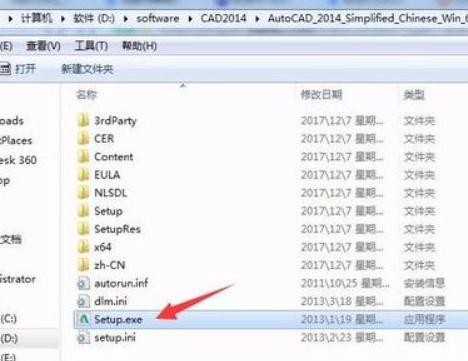 计算机 软件 (D:) software CAD2014 AutoCAD_2014_Simplified_Chinese_Win_6
(E) 查看(V) 工具(T) 帮助(H)
打开 新建文件夹
名称 修改日期 类型
3rdParty 2017\12\7 星期... 文件夹
CER 2017\12\7 星期... 文件夹
Content 2017\12\7 星期... 文件夹
EULA 2017\12\7 星期... 文件夹
NLSDL 2017\12\7 星期... 文件夹
Setup 2017\12\7 星期... 文件夹
SetupRes 2017\12\7 星期... 文件夹
x64 2017\12\7 星期... 文件夹
zh-CN 2017\12\7 星期... 文件夹
autorun.inf 2011\10\25 星期... 安装信息
dlm.ini 2013\3\18 星期... 配置设置
Setup.exe 2013\1\19 星期... 应用程序
setup.ini 2013\2\23 星期... 配置设置
oads
tPlaces
esk 360
op
文档
nistrator
(C:)
(D:)
(E:)